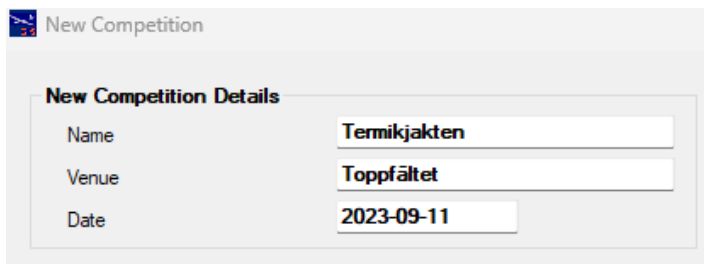 New Competition
New Competition Details
Name Termikjakten
Venue Toppfältet
Date 2023-09-11